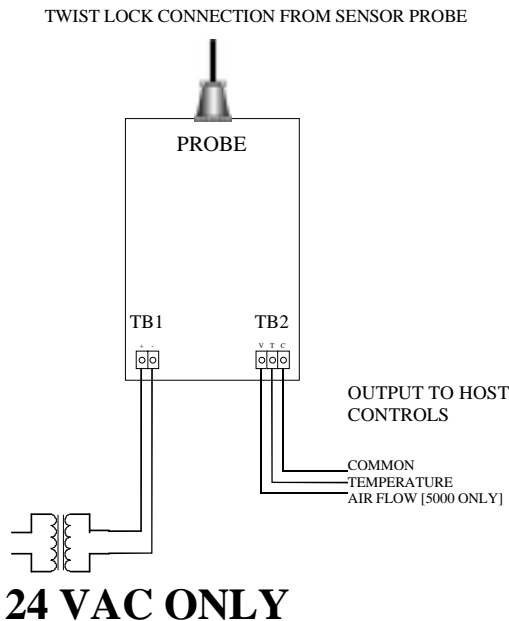 TWIST LOCK CONNECTION FROM SENSOR PROBE
PROBE
TB1
TB2
+ -
V T C
OUTPUT TO HOST
CONTROLS
COMMON
TEMPERATURE
AIR FLOW [5000 ONLY]
24 VAC ONLY